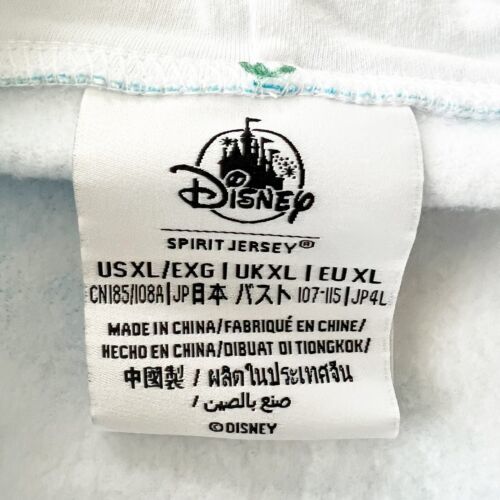 Disney
SPIRIT JERSEY®
US XL/EXG | UK XL | EU XL
CN185/108A | JP日本 バスト 107-115 | JP4L
MADE IN CHINA/FABRIQUÉ EN CHINE/
HECHO EN CHINA/DIBUAT DI TIONGKOK/
中國製 / ผลิตในประเทศจีน
/ صنع بالصين
©DISNEY